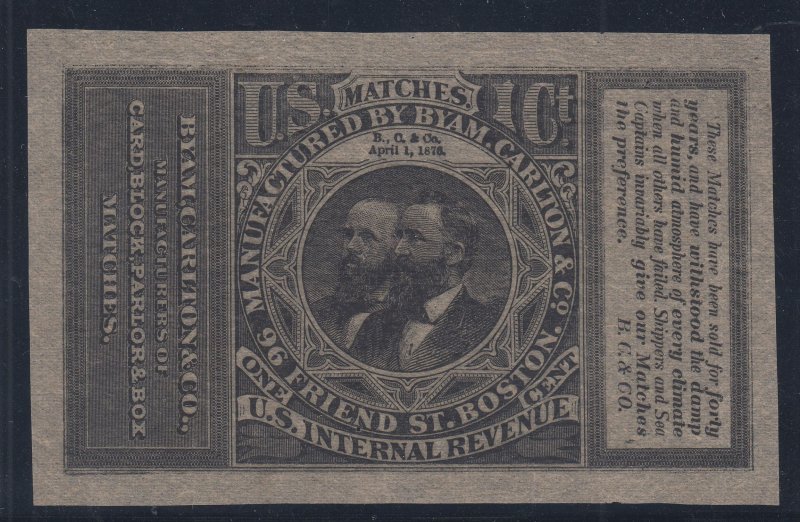 BYAM, CARLTON & CO.,
MANUFACTURERS OF
CARD, BLOCK, PARLOR & BOX
MATCHES.
U.S. MATCHES 1 Ct.
MANUFACTURED BY BYAM, CARLTON & Co.
B., C. & Co.
April 1, 1876.
96 FRIEND ST. BOSTON.
ONE CENT
U.S. INTERNAL REVENUE
These Matches have been sold for forty
years, and have withstood the damp
and humid atmosphere of every climate
when all others have failed. Shippers and Sea
Captains invariably give our Matches
the preference.
B. C. & CO.